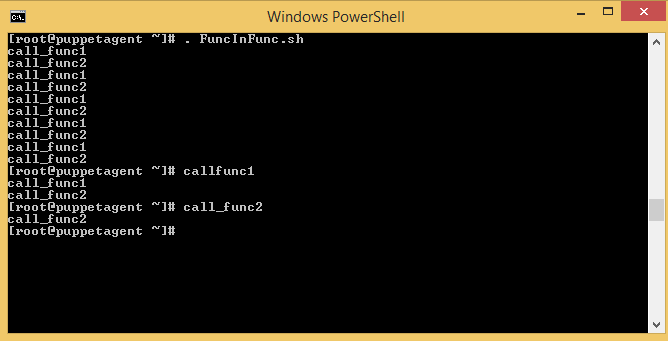 Windows PowerShell
[root@puppetagent ~]# . FuncInFunc.sh
call_func1
call_func2
call_func1
call_func2
call_func1
call_func2
call_func1
call_func2
call_func1
call_func2
[root@puppetagent ~]# callfunc1
call_func1
call_func2
[root@puppetagent ~]# call_func2
call_func2
[root@puppetagent ~]#